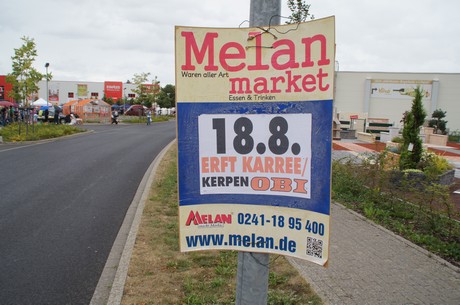 Melan
Waren aller Art
market
Essen & Trinken
18.8.
ERFT KARREE/
KERPEN OBI
MELAN 0241-18 95 400
www.melan.de